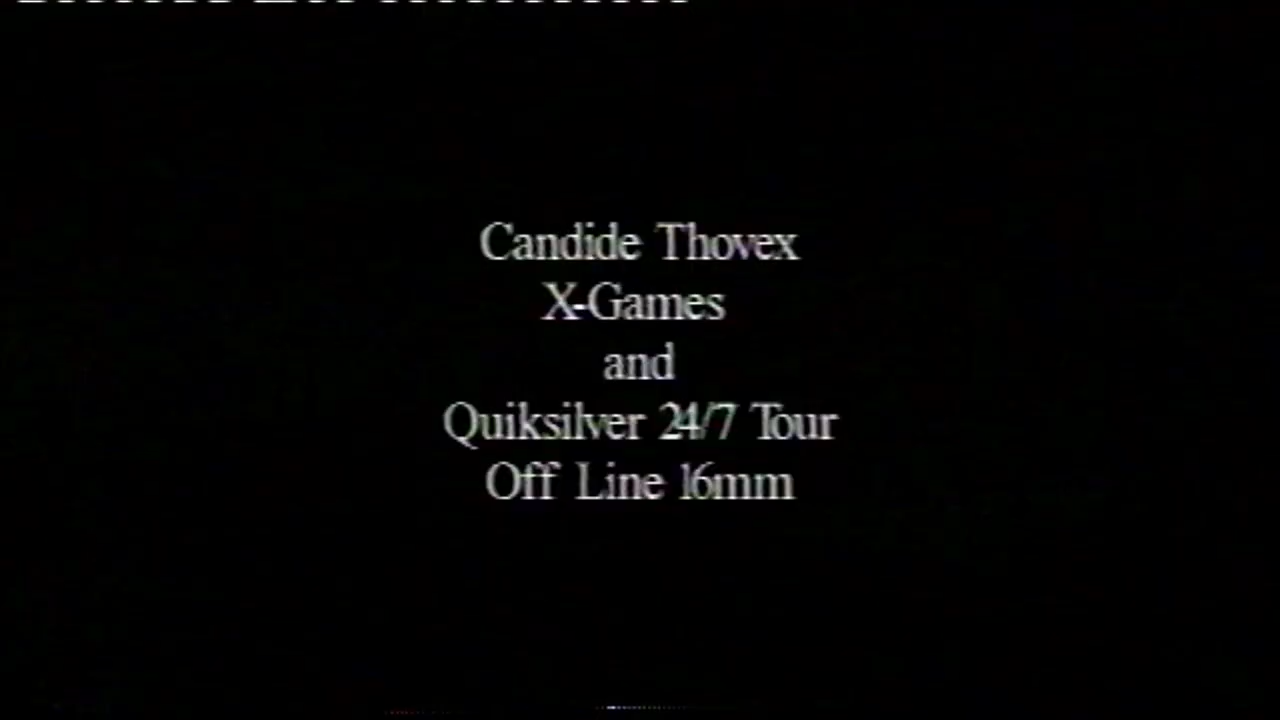 Candide Thovex
X-Games
and
Quiksilver 24/7 Tour
Off Line 16mm